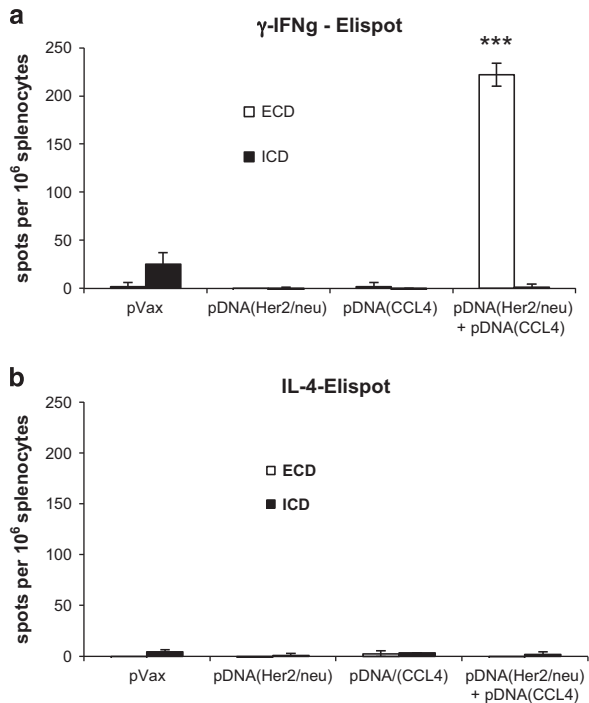 a
γ-IFNg - Elispot
spots per 10⁶ splenocytes
250
200
150
100
50
0
***
ECD
ICD
pVax
pDNA(Her2/neu)
pDNA(CCL4)
pDNA(Her2/neu)
+ pDNA(CCL4)
b
IL-4-Elispot
spots per 10⁶ splenocytes
250
200
150
100
50
0
ECD
ICD
pVax
pDNA(Her2/neu)
pDNA/(CCL4)
pDNA(Her2/neu)
+ pDNA(CCL4)